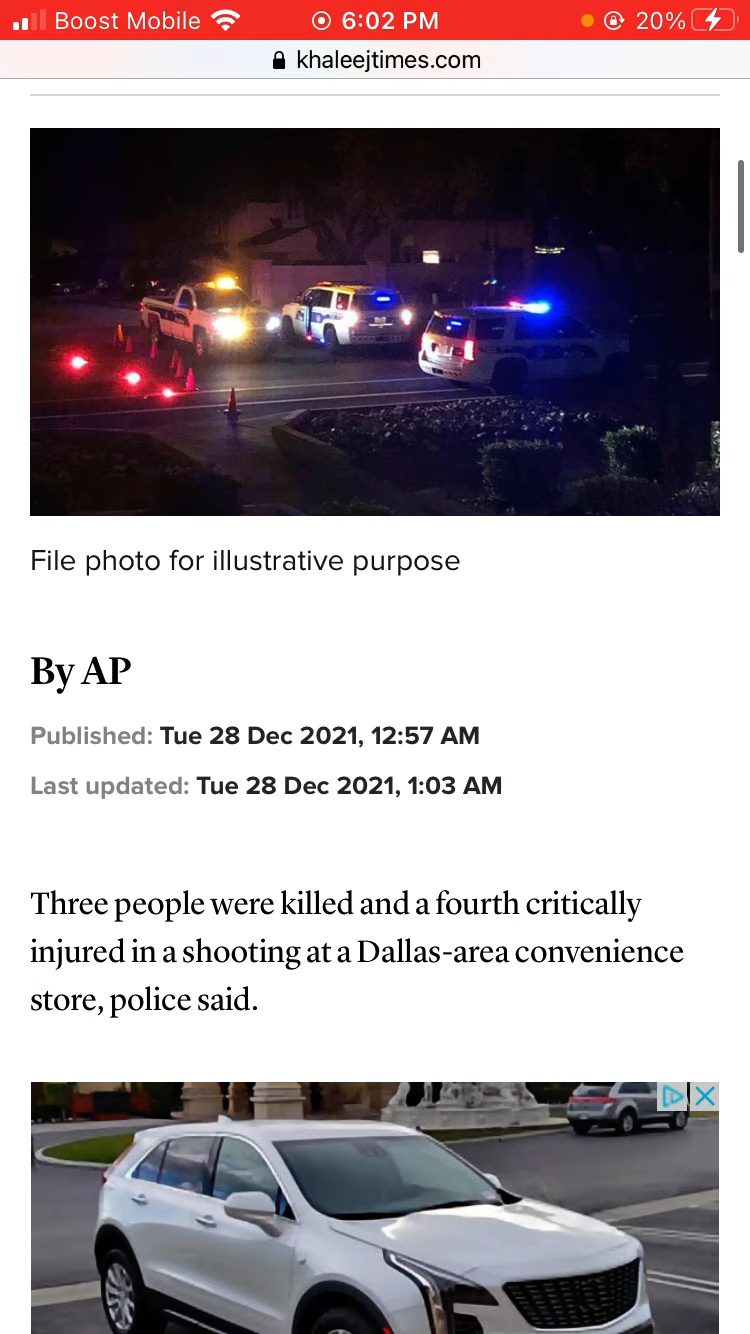 Boost Mobile 6:02 PM 20%
khaleejtimes.com
File photo for illustrative purpose
By AP
Published: Tue 28 Dec 2021, 12:57 AM
Last updated: Tue 28 Dec 2021, 1:03 AM
Three people were killed and a fourth critically
injured in a shooting at a Dallas-area convenience
store, police said.